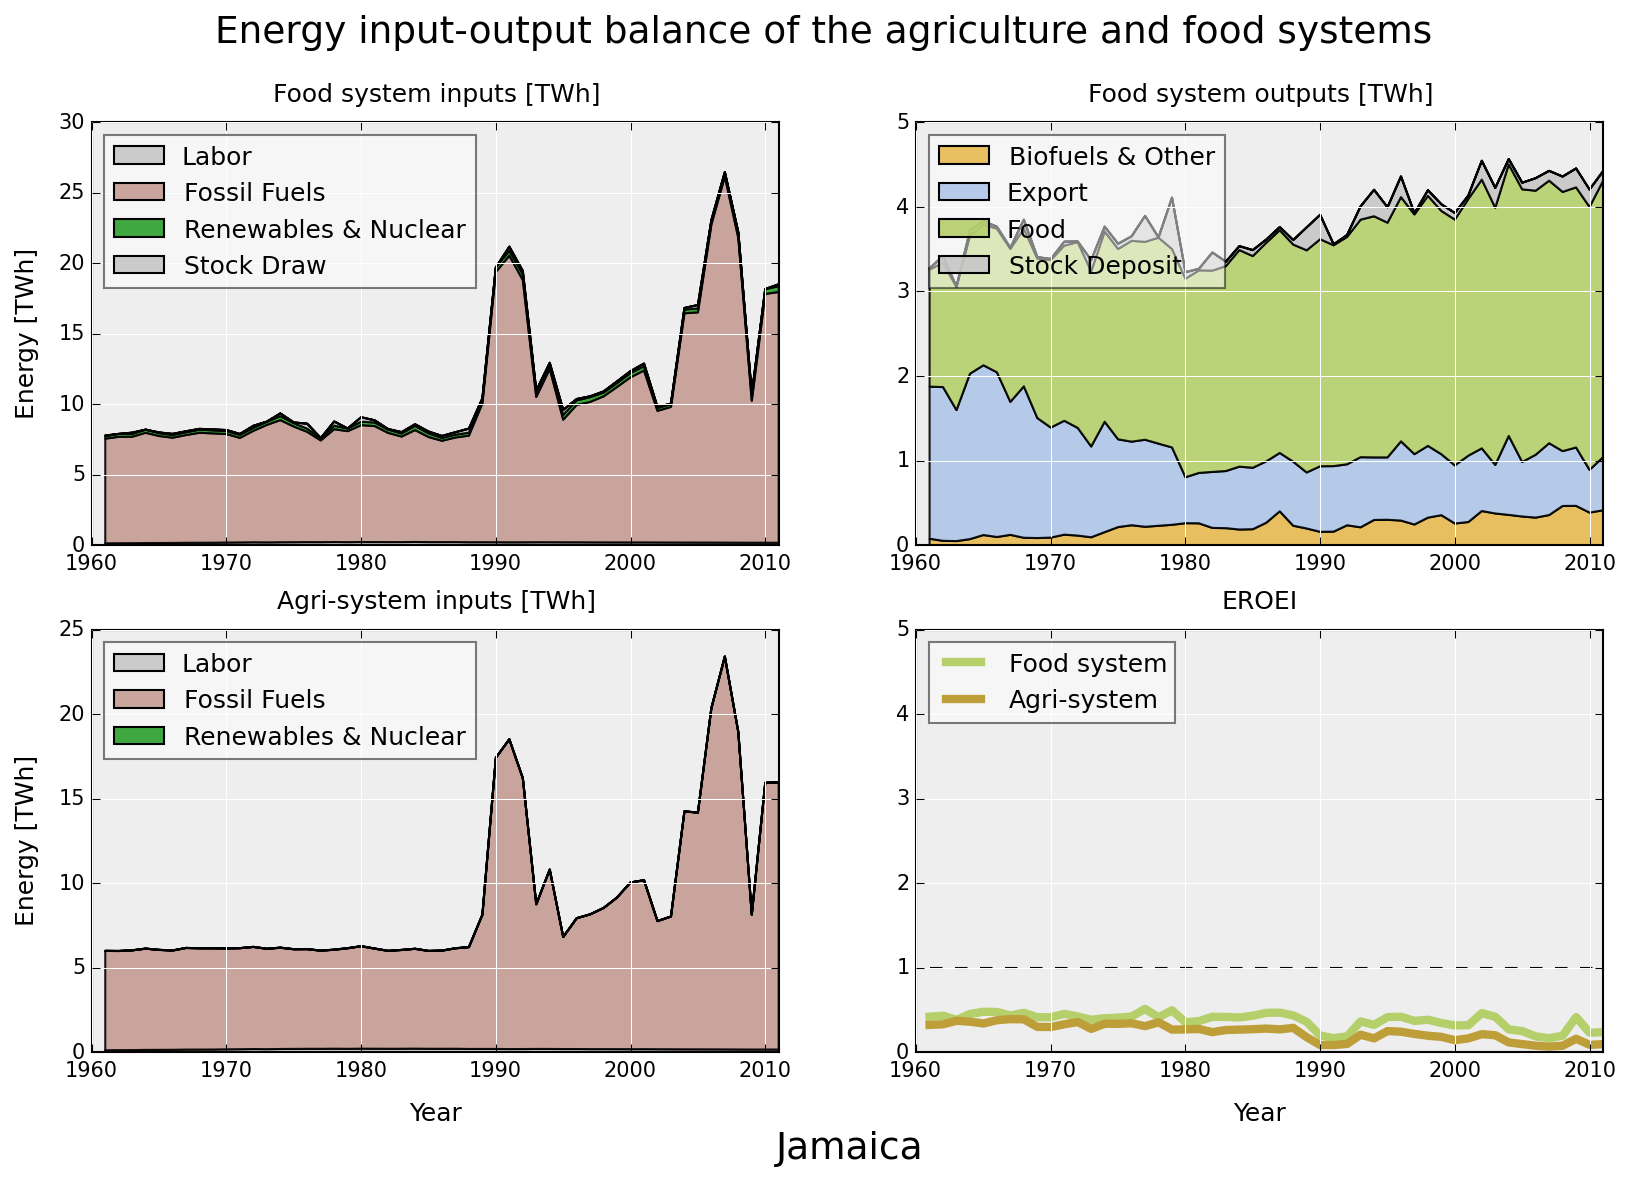 Energy input-output balance of the agriculture and food systems
Food system inputs [TWh]
Energy [TWh]
30
25
20
15
10
5
0
Labor
Fossil Fuels
Renewables & Nuclear
Stock Draw
1960 1970 1980 1990 2000 2010
Food system outputs [TWh]
5
4
3
2
1
0
Biofuels & Other
Export
Food
Stock Deposit
1960 1970 1980 1990 2000 2010
Agri-system inputs [TWh]
Energy [TWh]
25
20
15
10
5
0
Labor
Fossil Fuels
Renewables & Nuclear
1960 1970 1980 1990 2000 2010
Year
EROEI
5
4
3
2
1
0
Food system
Agri-system
1960 1970 1980 1990 2000 2010
Year
Jamaica